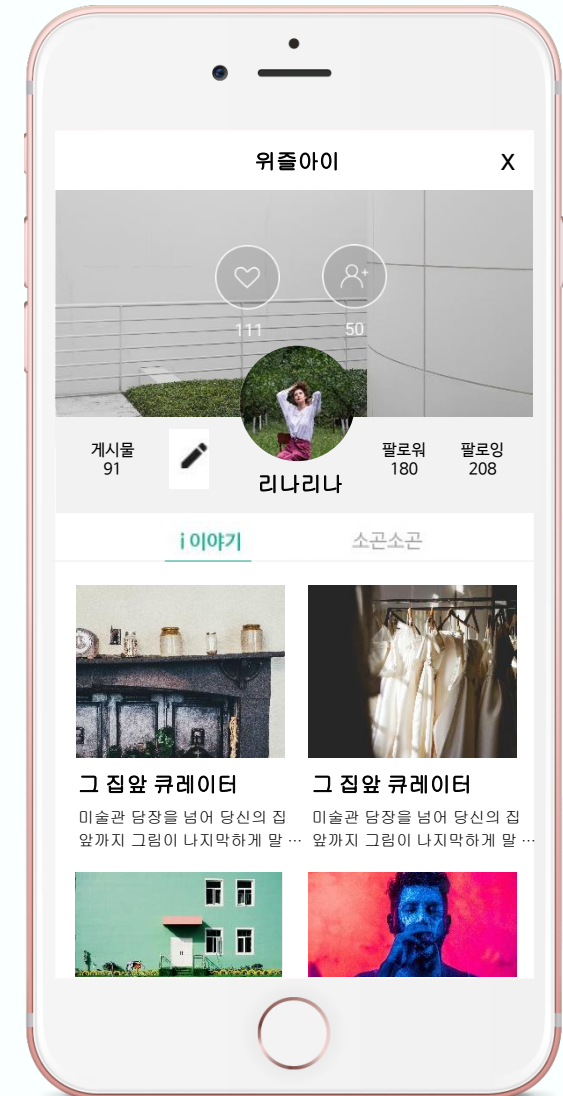 위즐아이 X
111 50
게시물 팔로워 팔로잉
91 180 208
리나리나
i 이야기 소곤소곤
그 집앞 큐레이터 그 집앞 큐레이터
미술관 담장을 넘어 당신의 집 미술관 담장을 넘어 당신의 집
앞까지 그림이 나지막하게 말 … 앞까지 그림이 나지막하게 말 …